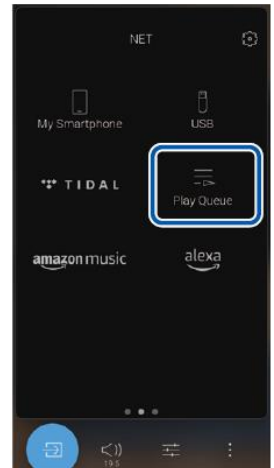 NET
My Smartphone
USB
TIDAL
Play Queue
amazon music
alexa
19.5